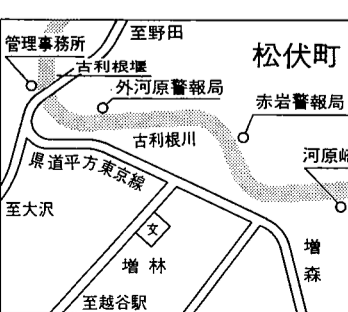 至野田
管理事務所
松伏町
古利根堰
外河原警報局
赤岩警報局
古利根川
河原崎
県道平方東京線
至大沢
文
増林
増森
至越谷駅